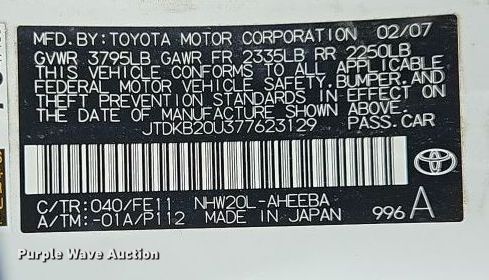 MFD.BY:TOYOTA MOTOR CORPORATION 02/07
GVWR 3795LB GAWR FR 2335LB RR 2250LB
THIS VEHICLE CONFORMS TO ALL APPLICABLE
FEDERAL MOTOR VEHICLE SAFETY, BUMPER, AND
THEFT PREVENTION STANDARDS IN EFFECT ON
THE DATE OF MANUFACTURE SHOWN ABOVE.
JTDKB20U377623129 PASS.CAR
TOYOTA
C/TR:040/FE11 NHW20L-AHEEBA
A/TM:-01A/P112 MADE IN JAPAN 996 A
Purple Wave Auction